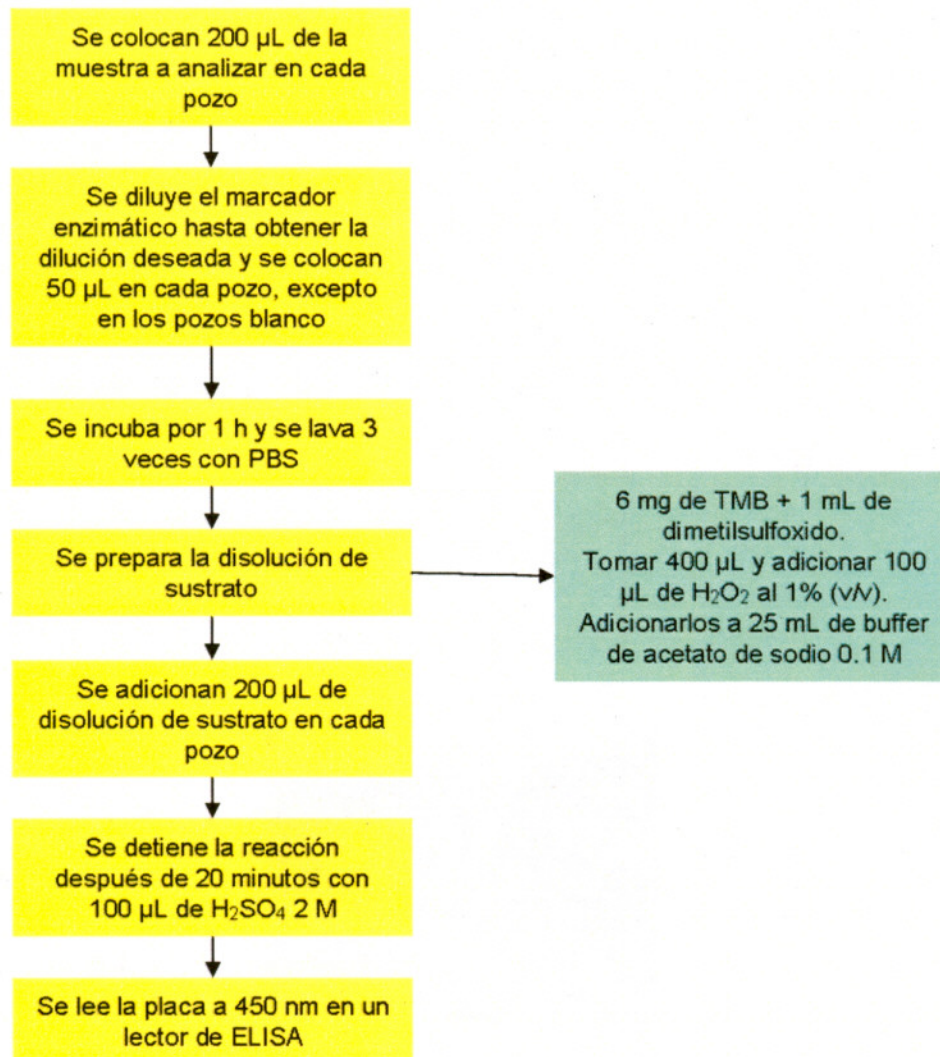 Se colocan 200 µL de la
muestra a analizar en cada
pozo
Se diluye el marcador
enzimático hasta obtener la
dilución deseada y se colocan
50 µL en cada pozo, excepto
en los pozos blanco
Se incuba por 1 h y se lava 3
veces con PBS
Se prepara la disolución de
sustrato
6 mg de TMB + 1 mL de
dimetilsulfoxido.
Tomar 400 µL y adicionar 100
µL de H₂O₂ al 1% (v/v).
Adicionarlos a 25 mL de buffer
de acetato de sodio 0.1 M
Se adicionan 200 µL de
disolución de sustrato en cada
pozo
Se detiene la reacción
después de 20 minutos con
100 µL de H₂SO₄ 2 M
Se lee la placa a 450 nm en un
lector de ELISA